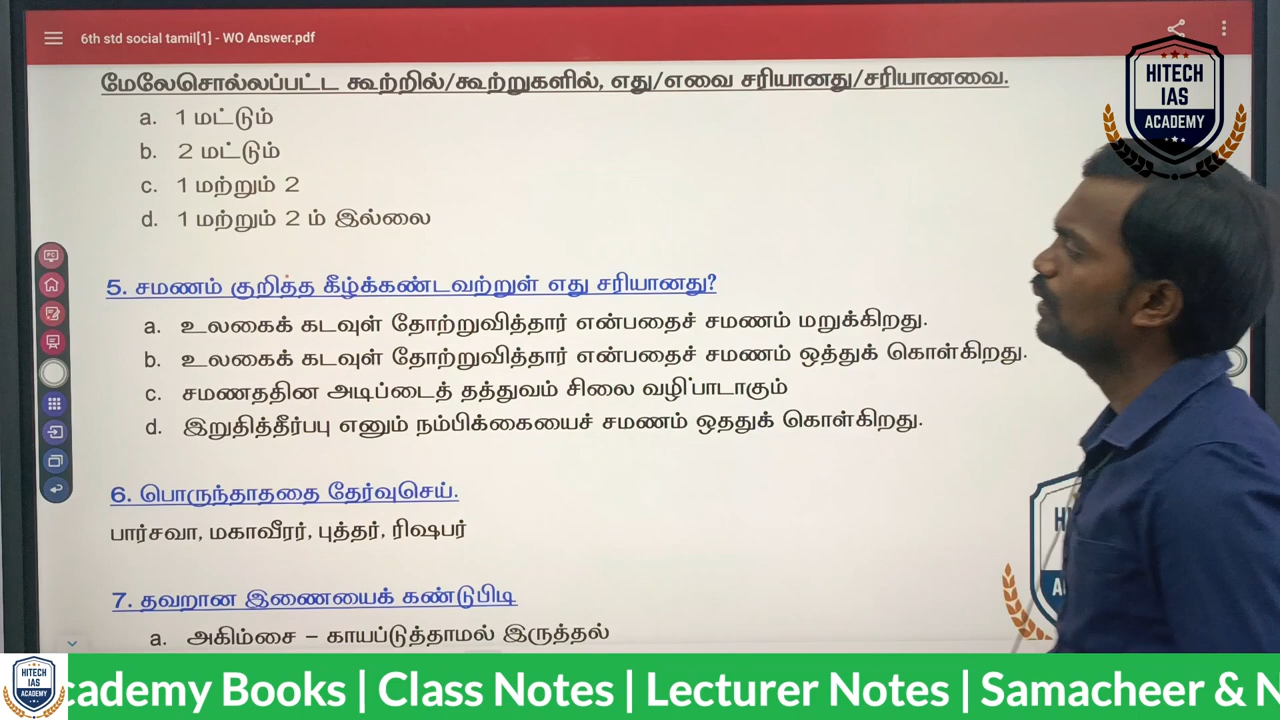 6th std social tamil[1] - WO Answer.pdf
HITECH
IAS
ACADEMY
மேலேசொல்லப்பட்ட கூற்றில்/கூற்றுகளில், எது/எவை சரியானது/சரியானவை.
a. 1 மட்டும்
b. 2 மட்டும்
c. 1 மற்றும் 2
d. 1 மற்றும் 2 ம் இல்லை
5. சமணம் குறித்த கீழ்க்கண்டவற்றுள் எது சரியானது?
a. உலகைக் கடவுள் தோற்றுவித்தார் என்பதைச் சமணம் மறுக்கிறது.
b. உலகைக் கடவுள் தோற்றுவித்தார் என்பதைச் சமணம் ஒத்துக் கொள்கிறது.
c. சமணததின அடிப்டைத் தத்துவம் சிலை வழிபாடாகும்
d. இறுதித்தீர்பபு எனும் நம்பிக்கையைச் சமணம் ஒததுக் கொள்கிறது.
6. பொருந்தாததை தேர்வுசெய்.
பார்சவா, மகாவீரர், புத்தர், ரிஷபர்
7. தவறான இணையைக் கண்டுபிடி
a. அகிம்சை – காயப்டுத்தாமல் இருத்தல்
HITECH
IAS
ACADEMY
cademy Books | Class Notes | Lecturer Notes | Samacheer & N